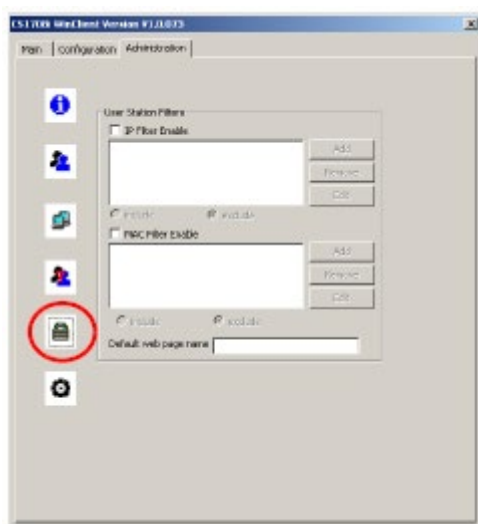 CS1708i WinClient Version V1.0.073
Main Configuration Administration
User Station Filters
IP Filter Enable
Add
Remove
Edit
include exclude
MAC Filter Enable
Add
Remove
Edit
include exclude
Default web page name